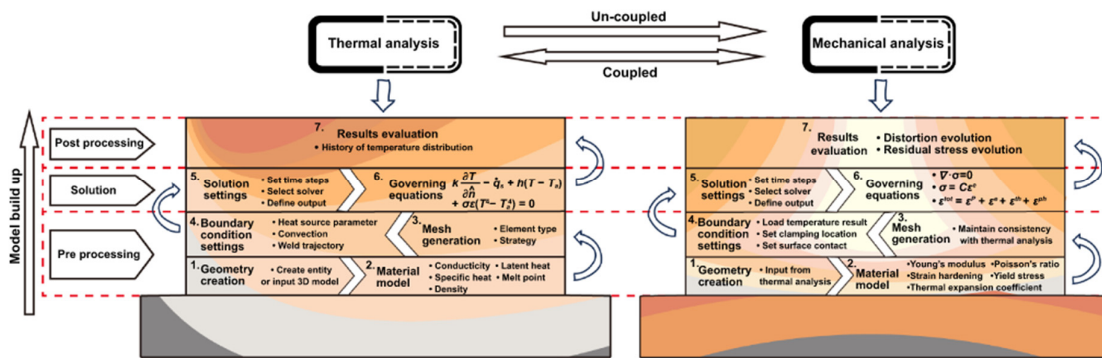 Un-coupled
Thermal analysis
Mechanical analysis
Coupled
Model build up
Post processing
Solution
Pre processing
7. Results evaluation
• History of temperature distribution
5. Solution settings
• Set time steps
• Select solver
• Define output
6. Governing equations
κ ∂T/∂n̂ − q̇ₛ + h(T − Tₐ)
+ σε(T⁴ − Tₐ⁴) = 0
4. Boundary condition settings
• Heat source parameter
• Convection
• Weld trajectory
3. Mesh generation
• Element type
• Strategy
1. Geometry creation
• Create entity or input 3D model
2. Material model
• Conductivity
• Latent heat
• Specific heat
• Melt point
• Density
7. Results evaluation
• Distortion evolution
• Residual stress evolution
5. Solution settings
• Set time steps
• Select solver
• Define output
6. Governing equations
• ∇·σ=0
• σ = Cεᵉ
• εᵗᵒᵗ = εᵖ + εᵉ + εᵗʰ + εᵖʰ
4. Boundary condition settings
• Load temperature result
• Set clamping location
• Set surface contact
3. Mesh generation
• Maintain consistency with thermal analysis
1. Geometry creation
• Input from thermal analysis
2. Material model
• Young's modulus
• Poisson's ratio
• Strain hardening
• Yield stress
• Thermal expansion coefficient